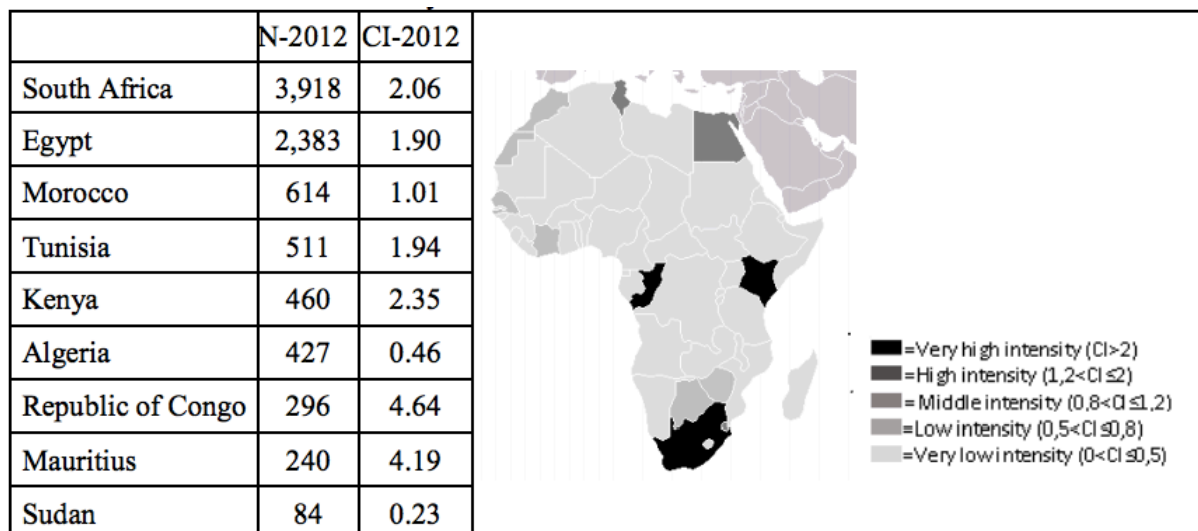 N-2012 CI-2012
South Africa 3,918 2.06
Egypt 2,383 1.90
Morocco 614 1.01
Tunisia 511 1.94
Kenya 460 2.35
Algeria 427 0.46
Republic of Congo 296 4.64
Mauritius 240 4.19
Sudan 84 0.23
=Very high intensity (CI>2)
=High intensity (1,2<CI≤2)
=Middle intensity (0,8<CI≤1,2)
=Low intensity (0,5<CI≤0,8)
=Very low intensity (0<CI≤0,5)